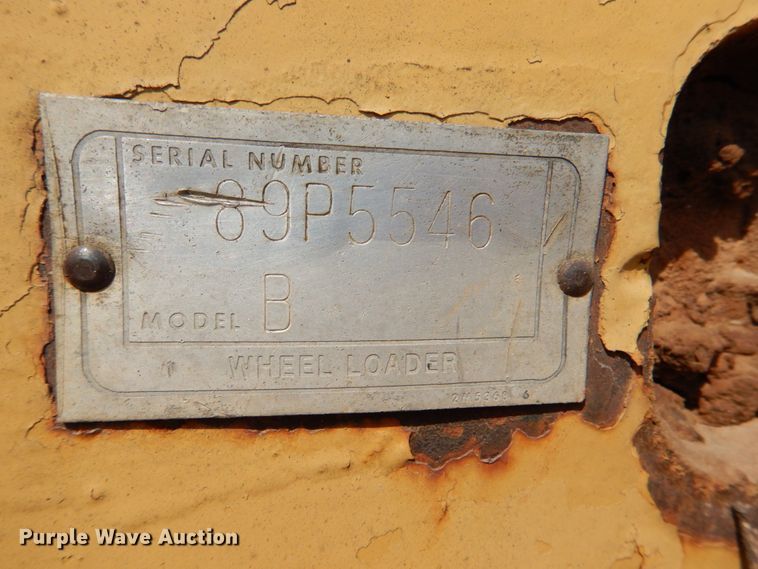 SERIAL NUMBER
89P5546
MODEL B
WHEEL LOADER
Purple Wave Auction